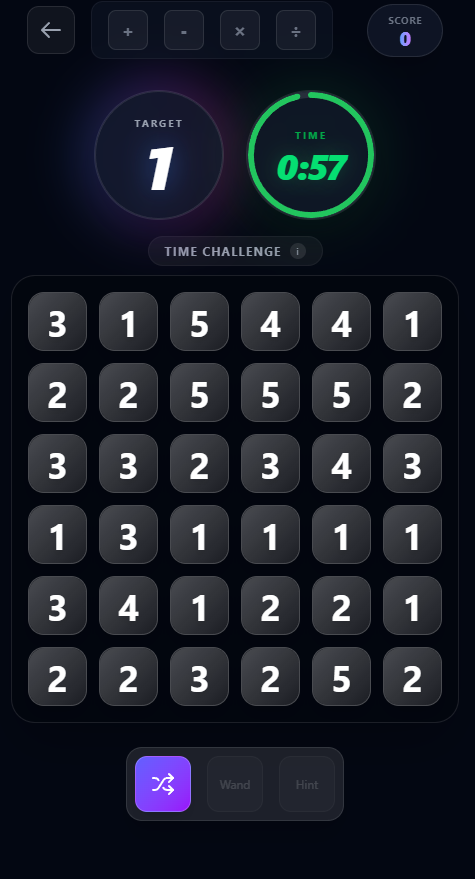 + - × ÷
SCORE
0
TARGET
1
TIME
0:57
TIME CHALLENGE i
3 1 5 4 4 1
2 2 5 5 5 2
3 3 2 3 4 3
1 3 1 1 1 1
3 4 1 2 2 1
2 2 3 2 5 2
Wand Hint